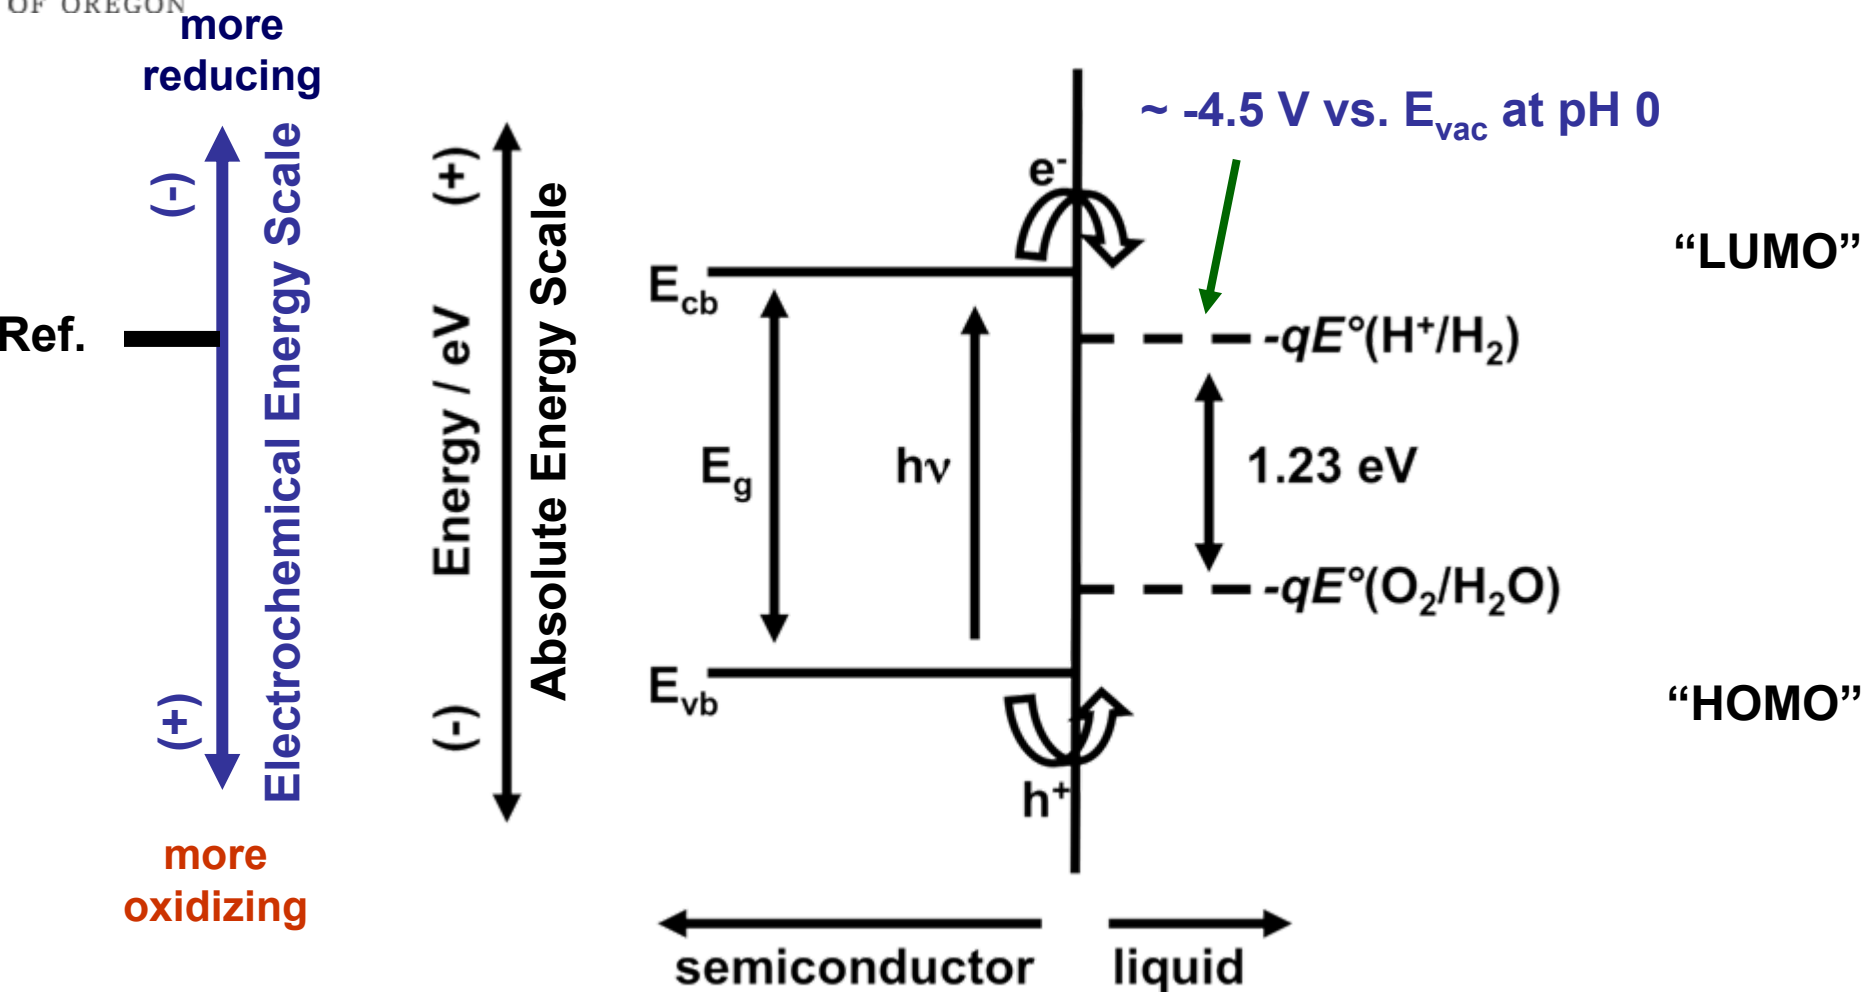 OF OREGON
more
reducing
(-)
Electrochemical Energy Scale
(+)
Ref.
more
oxidizing
(+)
Energy / eV
(-)
Absolute Energy Scale
~ -4.5 V vs. Evac at pH 0
e-
"LUMO"
Ecb
-qE°(H+/H2)
Eg
hν
1.23 eV
-qE°(O2/H2O)
Evb
"HOMO"
h+
semiconductor
liquid